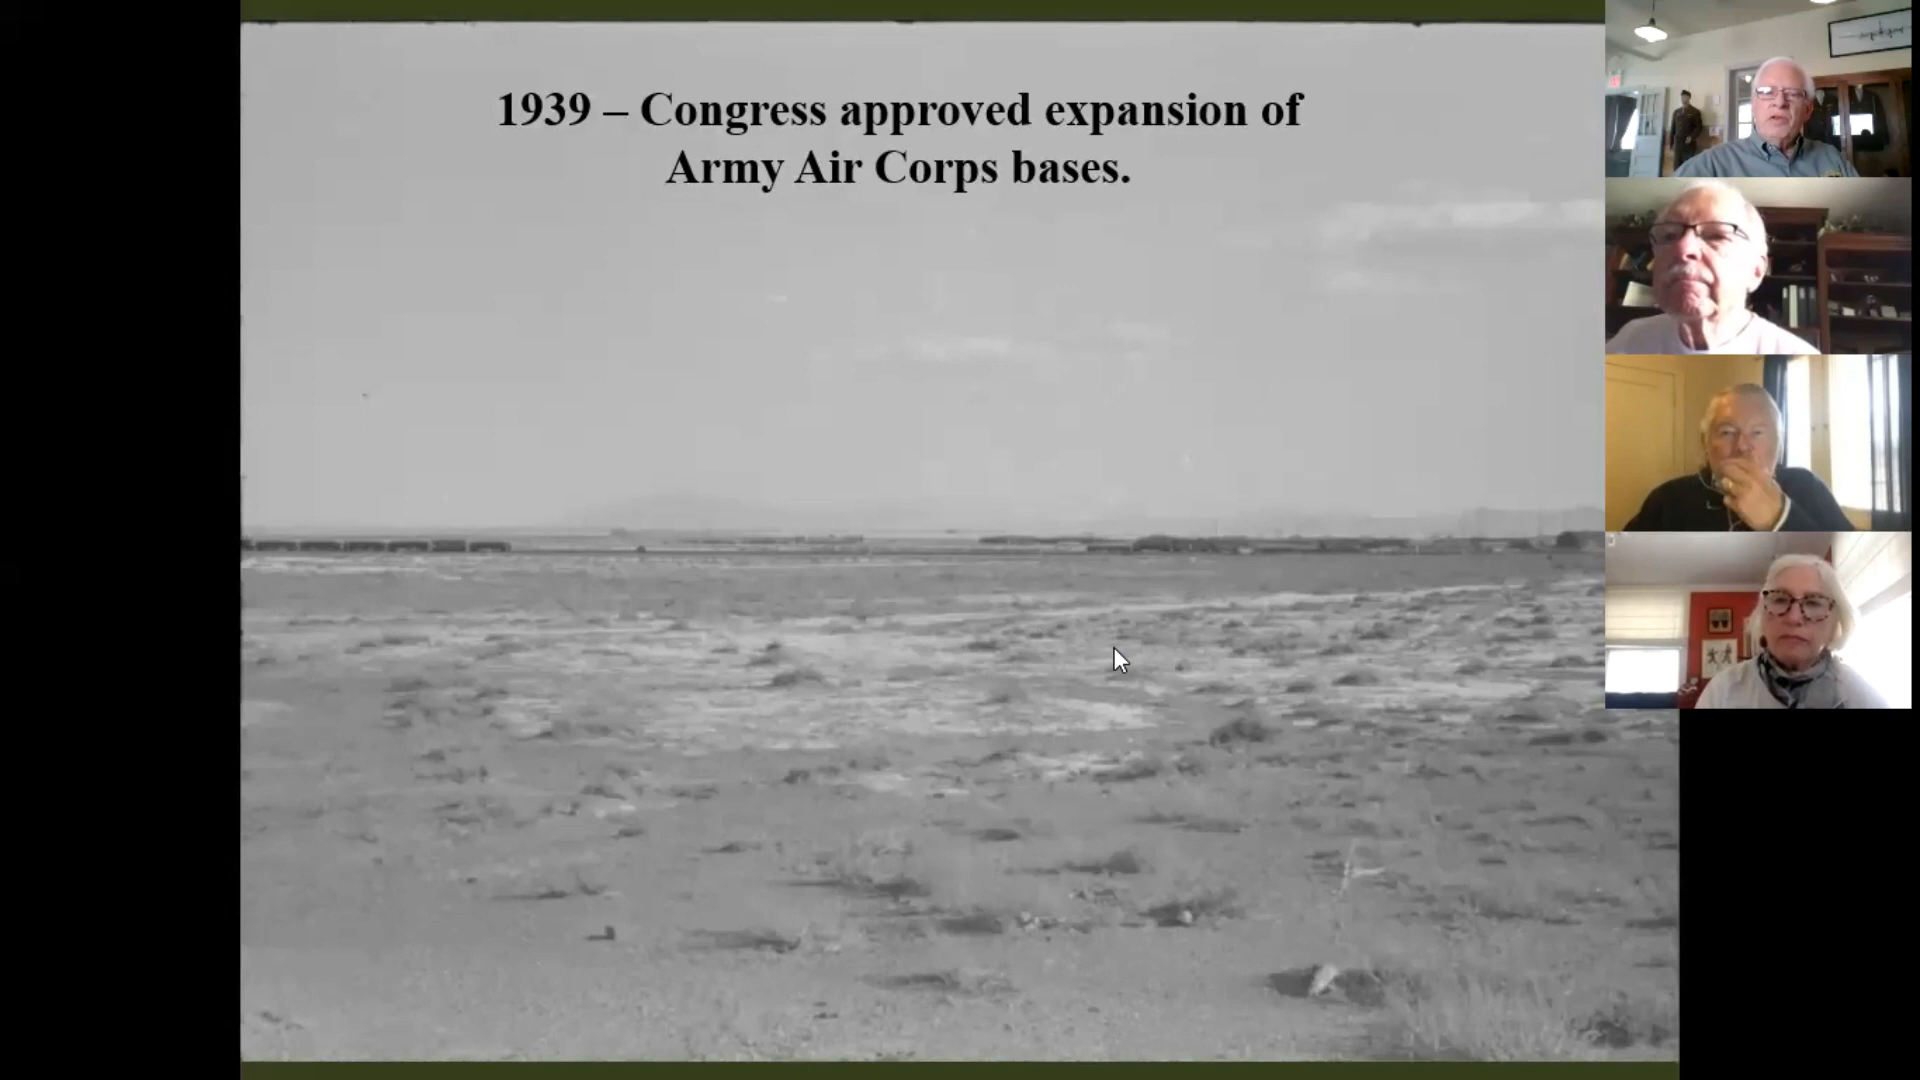 1939 – Congress approved expansion of
Army Air Corps bases.